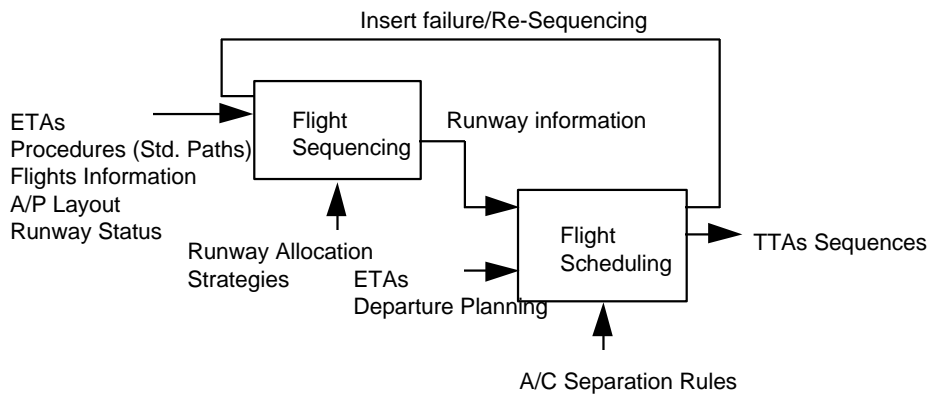 Insert failure/Re-Sequencing
ETAs
Procedures (Std. Paths)
Flights Information
A/P Layout
Runway Status
Flight
Sequencing
Runway information
Runway Allocation
Strategies
ETAs
Departure Planning
Flight
Scheduling
TTAs Sequences
A/C Separation Rules